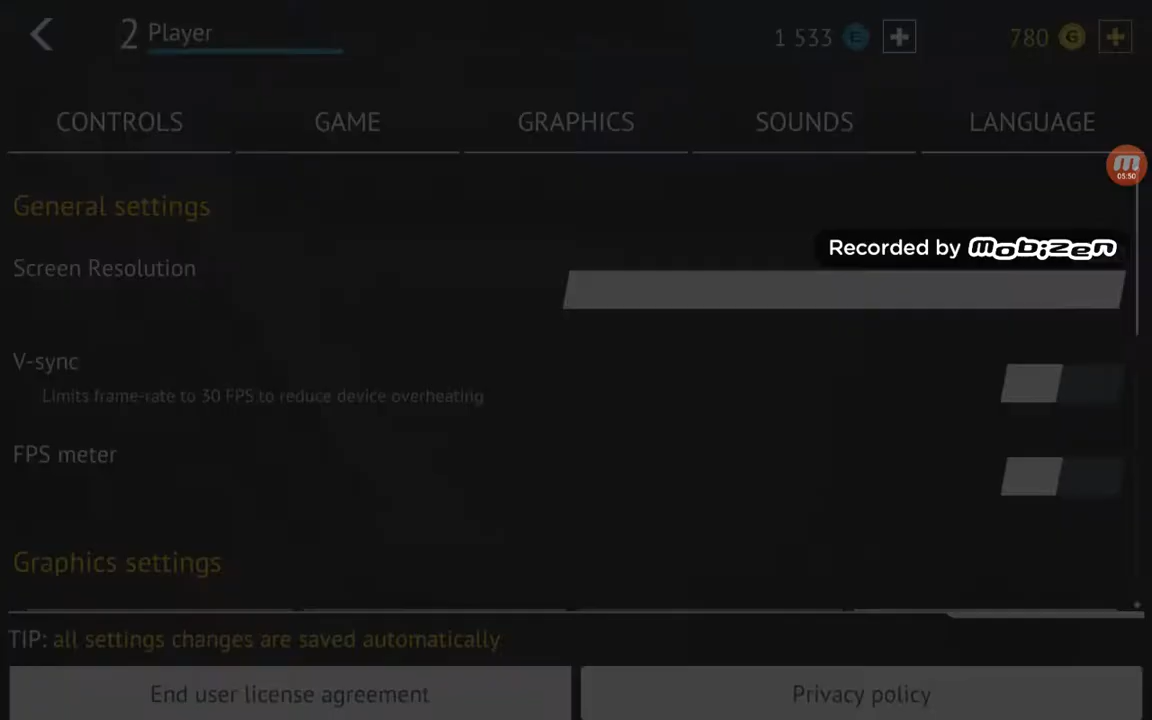 2 Player
1 533 E +
780 G +
CONTROLS GAME GRAPHICS SOUNDS LANGUAGE
m
05:50
General settings
Recorded by mobizen
Screen Resolution
V-sync
Limits frame-rate to 30 FPS to reduce device overheating
FPS meter
Graphics settings
TIP: all settings changes are saved automatically
End user license agreement
Privacy policy